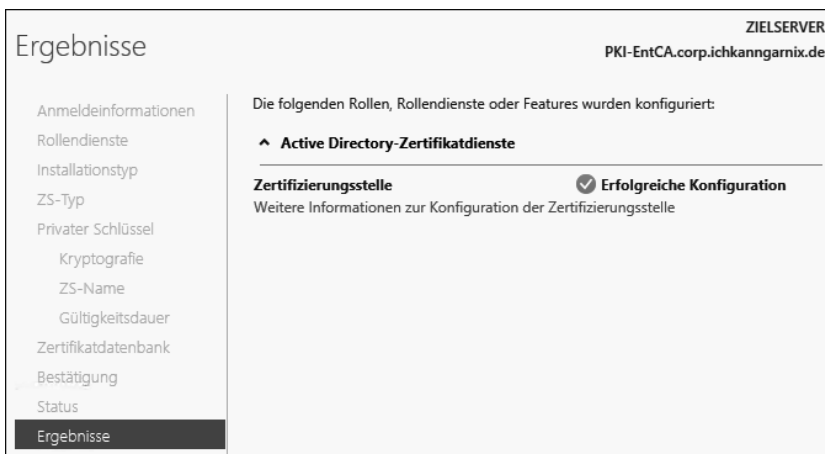 Ergebnisse
ZIELSERVER
PKI-EntCA.corp.ichkanngarnix.de
Anmeldeinformationen
Rollendienste
Installationstyp
ZS-Typ
Privater Schlüssel
Kryptografie
ZS-Name
Gültigkeitsdauer
Zertifikatdatenbank
Bestätigung
Status
Ergebnisse
Die folgenden Rollen, Rollendienste oder Features wurden konfiguriert:
Active Directory-Zertifikatdienste
Zertifizierungsstelle Erfolgreiche Konfiguration
Weitere Informationen zur Konfiguration der Zertifizierungsstelle